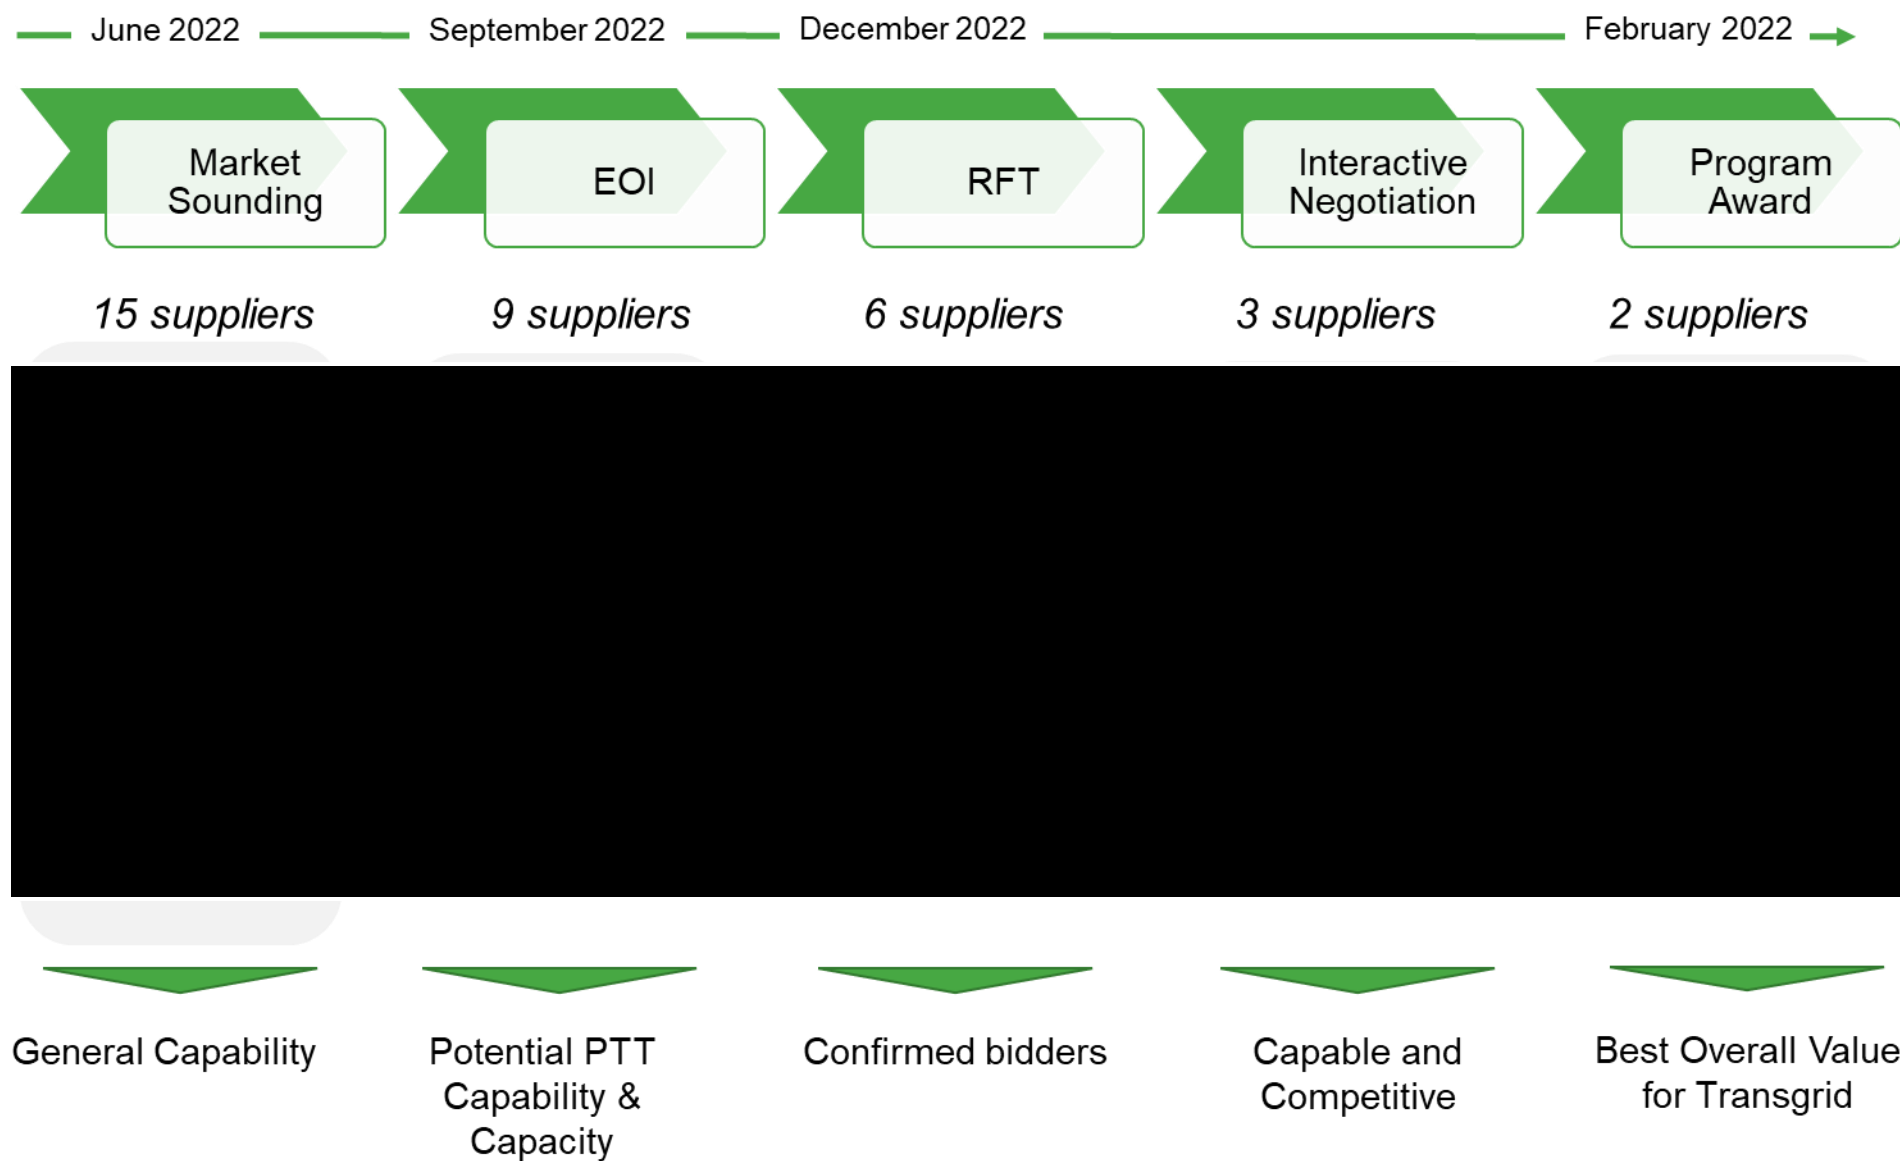 June 2022
September 2022
December 2022
February 2022
Market
Sounding
EOI
RFT
Interactive
Negotiation
Program
Award
15 suppliers
9 suppliers
6 suppliers
3 suppliers
2 suppliers
General Capability
Potential PTT
Capability &
Capacity
Confirmed bidders
Capable and
Competitive
Best Overall Value
for Transgrid